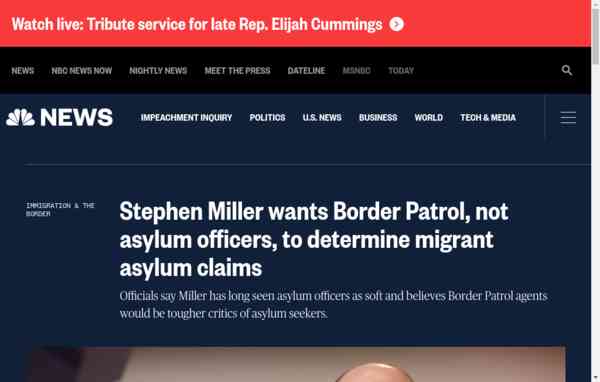 Watch live: Tribute service for late Rep. Elijah Cummings
NEWS NBC NEWS NOW NIGHTLY NEWS MEET THE PRESS DATELINE MSNBC TODAY
NEWS IMPEACHMENT INQUIRY POLITICS U.S. NEWS BUSINESS WORLD TECH & MEDIA
IMMIGRATION & THE
BORDER
Stephen Miller wants Border Patrol, not
asylum officers, to determine migrant
asylum claims
Officials say Miller has long seen asylum officers as soft and believes Border Patrol agents
would be tougher critics of asylum seekers.